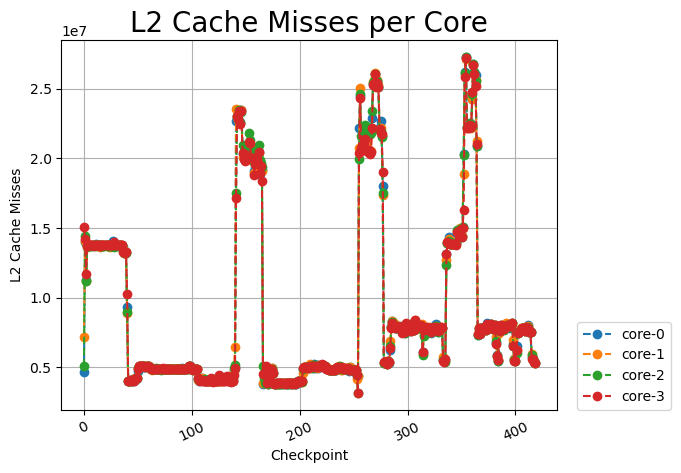 L2 Cache Misses per Core
1e7
2.5
2.0
1.5
1.0
0.5
L2 Cache Misses
0
100
200
300
400
Checkpoint
core-0
core-1
core-2
core-3